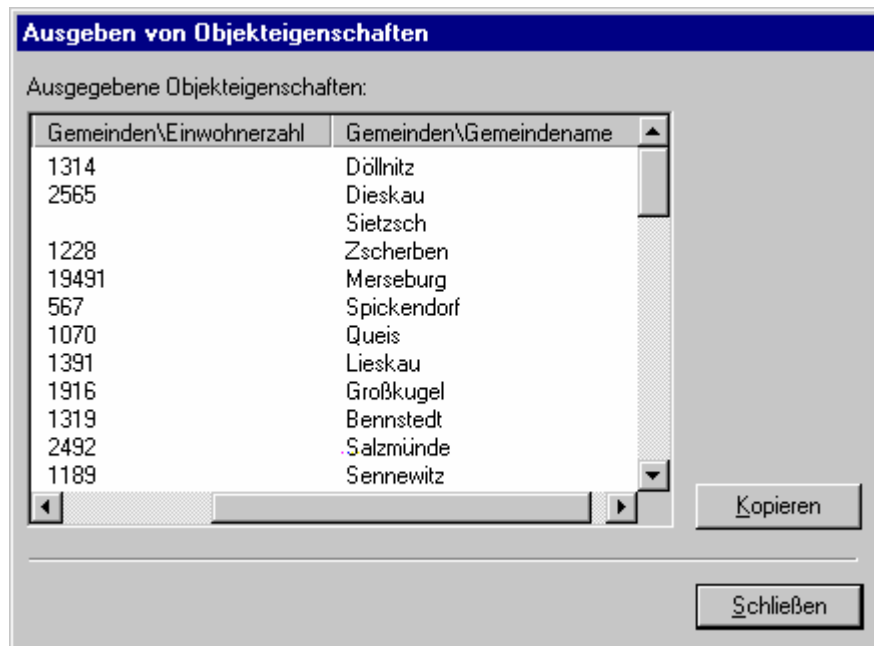 Ausgeben von Objekteigenschaften
Ausgegebene Objekteigenschaften:
Gemeinden\Einwohnerzahl Gemeinden\Gemeindename
1314 Döllnitz
2565 Dieskau
Sietzsch
1228 Zscherben
19491 Merseburg
567 Spickendorf
1070 Queis
1391 Lieskau
1916 Großkugel
1319 Bennstedt
2492 Salzmünde
1189 Sennewitz
Kopieren
Schließen